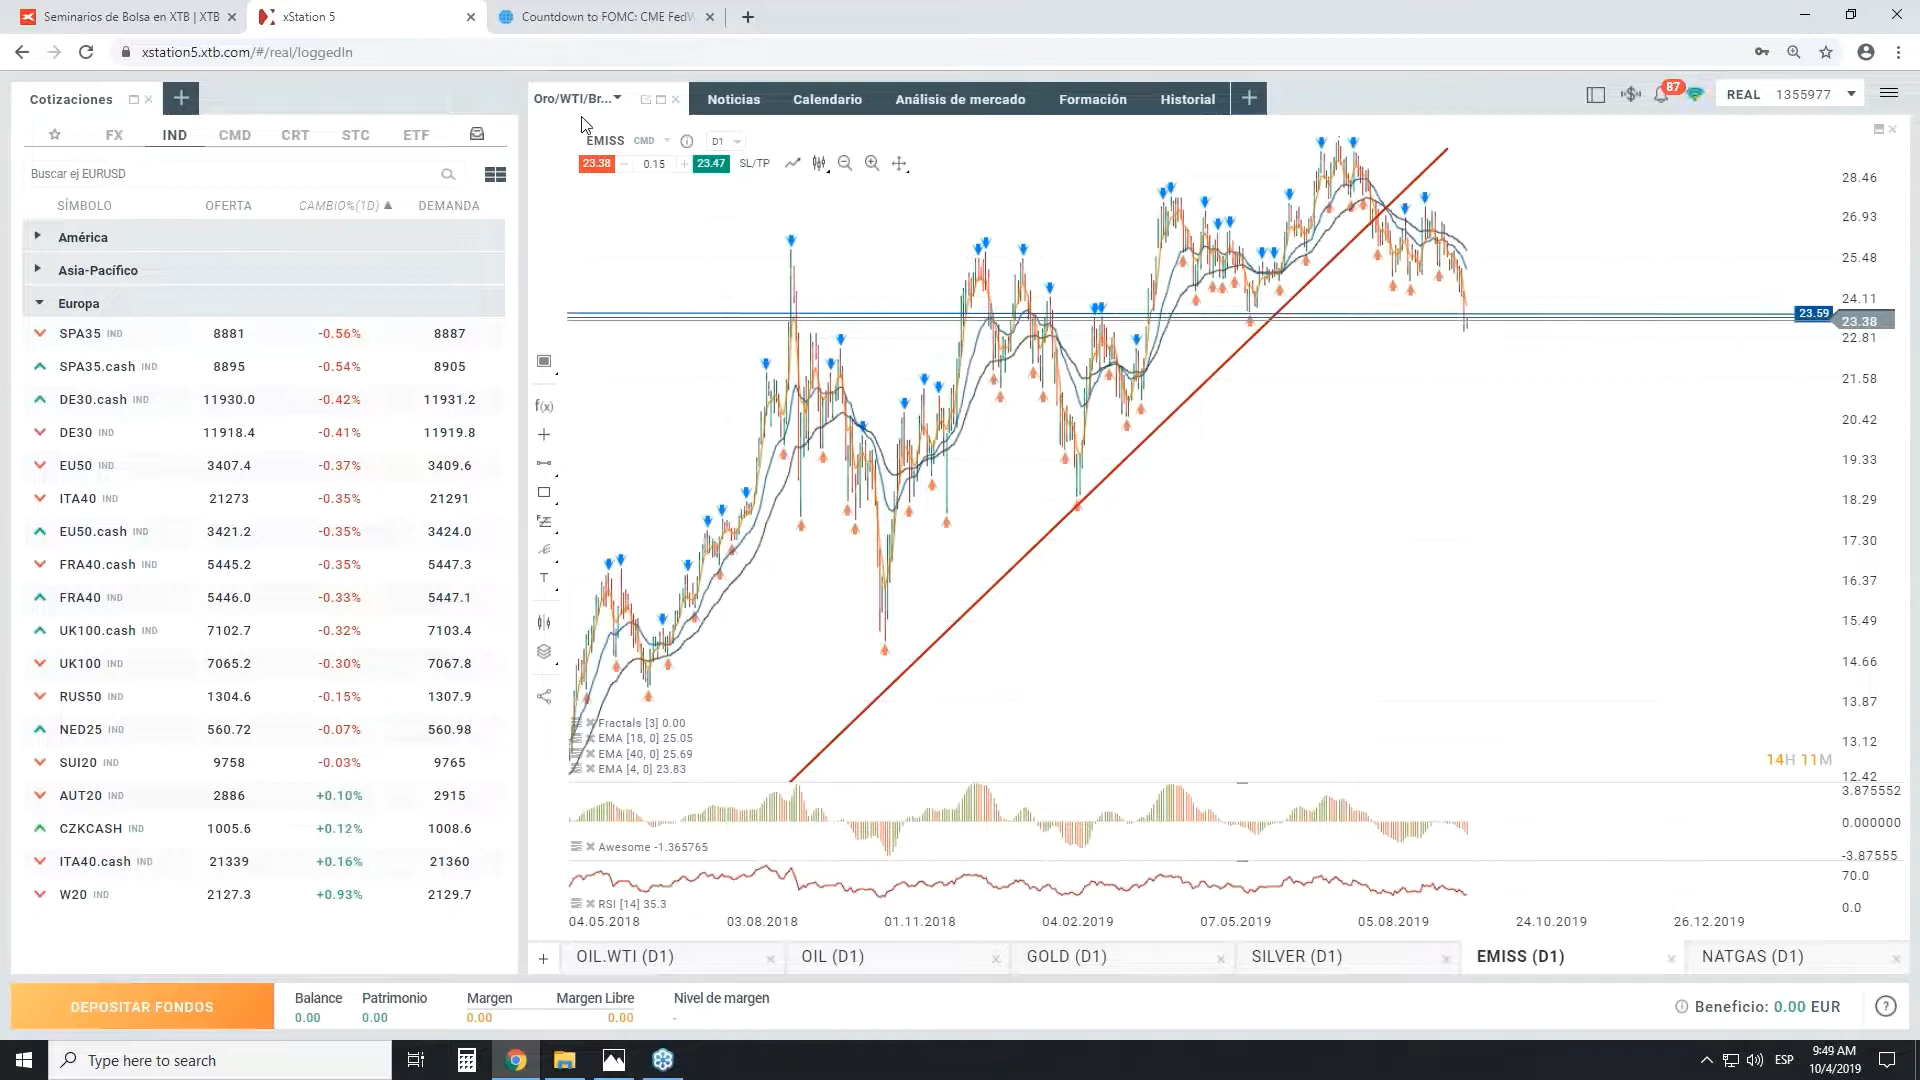 Seminarios de Bolsa en XTB | XTB
xStation 5
Countdown to FOMC: CME FedW
xstation5.xtb.com/#/real/loggedIn
Cotizaciones
Oro/WTI/Br...
Noticias
Calendario
Análisis de mercado
Formación
Historial
87
REAL 1355977
FX IND CMD CRT STC ETF
Buscar ej EURUSD
SÍMBOLO OFERTA CAMBIO%(1D) DEMANDA
América
Asia-Pacífico
Europa
SPA35 IND 8881 -0.56% 8887
SPA35.cash IND 8895 -0.54% 8905
DE30.cash IND 11930.0 -0.42% 11931.2
DE30 IND 11918.4 -0.41% 11919.8
EU50 IND 3407.4 -0.37% 3409.6
ITA40 IND 21273 -0.35% 21291
EU50.cash IND 3421.2 -0.35% 3424.0
FRA40.cash IND 5445.2 -0.35% 5447.3
FRA40 IND 5446.0 -0.33% 5447.1
UK100.cash IND 7102.7 -0.32% 7103.4
UK100 IND 7065.2 -0.30% 7067.8
RUS50 IND 1304.6 -0.15% 1307.9
NED25 IND 560.72 -0.07% 560.98
SUI20 IND 9758 -0.03% 9765
AUT20 IND 2886 +0.10% 2915
CZKCASH IND 1005.6 +0.12% 1008.6
ITA40.cash IND 21339 +0.16% 21360
W20 IND 2127.3 +0.93% 2129.7
EMISS CMD D1
23.38 0.15 23.47 SL/TP
f(x)
T
28.46
26.93
25.48
24.11
23.59
23.38
22.81
21.58
20.42
19.33
18.29
17.30
16.37
15.49
14.66
13.87
13.12
12.42
14H 11M
Fractals [3] 0.00
EMA [18, 0] 25.05
EMA [40, 0] 25.69
EMA [4, 0] 23.83
3.875552
0.000000
-3.87555
Awesome -1.365765
70.0
0.0
RSI [14] 35.3
04.05.2018 03.08.2018 01.11.2018 04.02.2019 07.05.2019 05.08.2019 24.10.2019 26.12.2019
OIL.WTI (D1) OIL (D1) GOLD (D1) SILVER (D1) EMISS (D1) NATGAS (D1)
DEPOSITAR FONDOS
Balance Patrimonio Margen Margen Libre Nivel de margen
0.00 0.00 0.00 0.00 -
Beneficio: 0.00 EUR
Type here to search
ESP
9:49 AM
10/4/2019